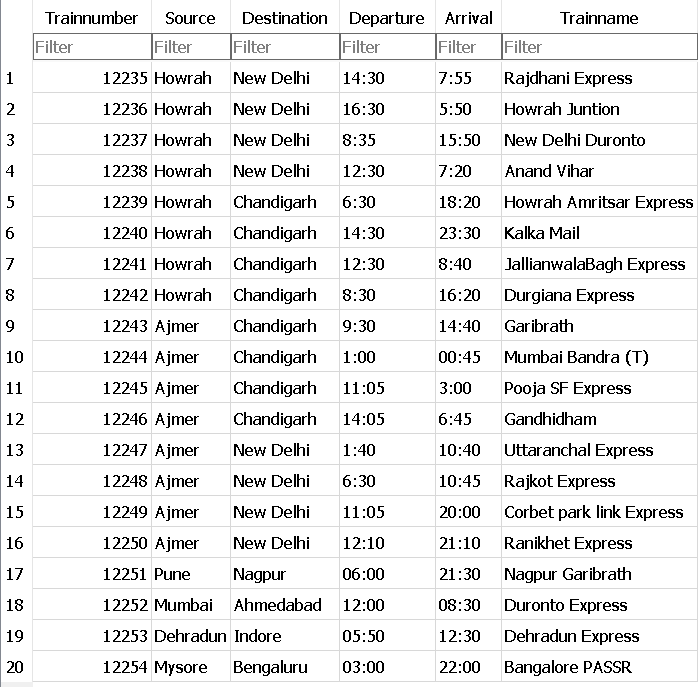 Trainnumber Source Destination Departure Arrival Trainname
Filter Filter Filter Filter Filter Filter
1 12235 Howrah New Delhi 14:30 7:55 Rajdhani Express
2 12236 Howrah New Delhi 16:30 5:50 Howrah Juntion
3 12237 Howrah New Delhi 8:35 15:50 New Delhi Duronto
4 12238 Howrah New Delhi 12:30 7:20 Anand Vihar
5 12239 Howrah Chandigarh 6:30 18:20 Howrah Amritsar Express
6 12240 Howrah Chandigarh 14:30 23:30 Kalka Mail
7 12241 Howrah Chandigarh 12:30 8:40 JallianwalaBagh Express
8 12242 Howrah Chandigarh 8:30 16:20 Durgiana Express
9 12243 Ajmer Chandigarh 9:30 14:40 Garibrath
10 12244 Ajmer Chandigarh 1:00 00:45 Mumbai Bandra (T)
11 12245 Ajmer Chandigarh 11:05 3:00 Pooja SF Express
12 12246 Ajmer Chandigarh 14:05 6:45 Gandhidham
13 12247 Ajmer New Delhi 1:40 10:40 Uttaranchal Express
14 12248 Ajmer New Delhi 6:30 10:45 Rajkot Express
15 12249 Ajmer New Delhi 11:05 20:00 Corbet park link Express
16 12250 Ajmer New Delhi 12:10 21:10 Ranikhet Express
17 12251 Pune Nagpur 06:00 21:30 Nagpur Garibrath
18 12252 Mumbai Ahmedabad 12:00 08:30 Duronto Express
19 12253 Dehradun Indore 05:50 12:30 Dehradun Express
20 12254 Mysore Bengaluru 03:00 22:00 Bangalore PASSR